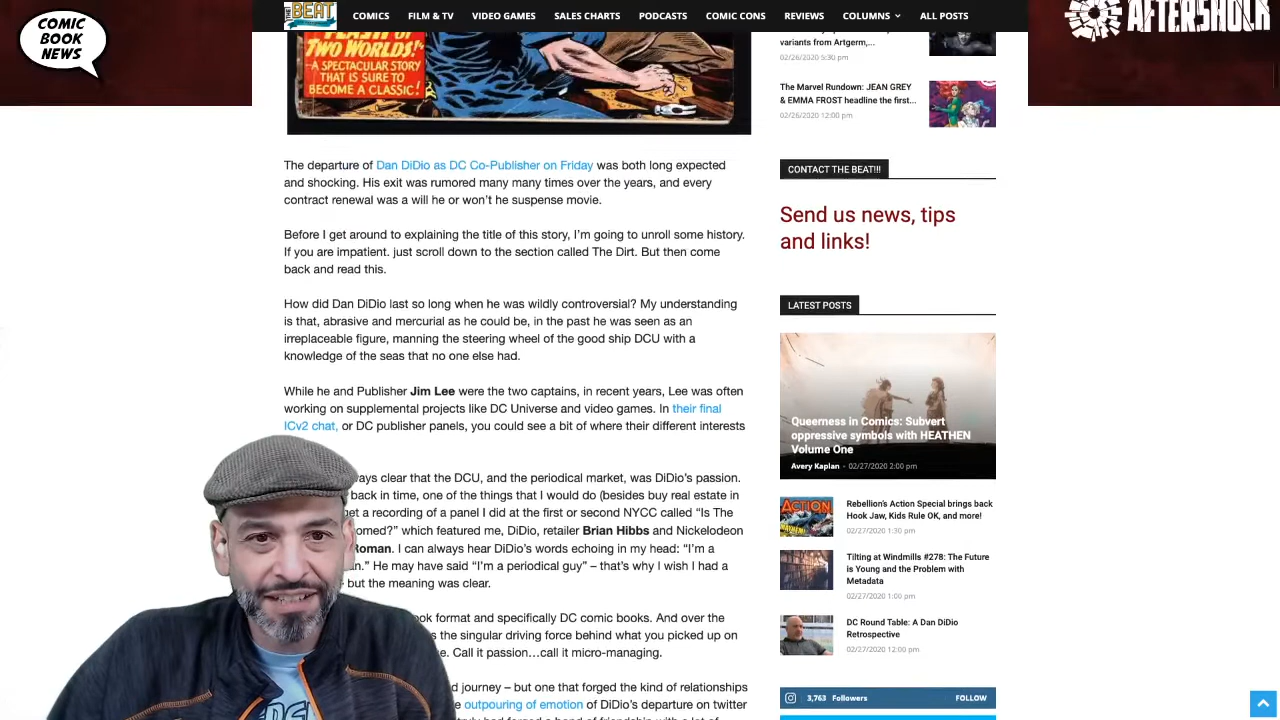 COMIC
BOOK
NEWS
THE
BEAT
COMICS
FILM & TV
VIDEO GAMES
SALES CHARTS
PODCASTS
COMIC CONS
REVIEWS
COLUMNS
ALL POSTS
AFTERSHOCK
TWO WORLDS!"
A SPECTACULAR STORY
THAT IS SURE TO
BECOME A CLASSIC!
The departure of Dan DiDio as DC Co-Publisher on Friday was both long expected
and shocking. His exit was rumored many many times over the years, and every
contract renewal was a will he or won't he suspense movie.
Before I get around to explaining the title of this story, I'm going to unroll some history.
If you are impatient. just scroll down to the section called The Dirt. But then come
back and read this.
How did Dan DiDio last so long when he was wildly controversial? My understanding
is that, abrasive and mercurial as he could be, in the past he was seen as an
irreplaceable figure, manning the steering wheel of the good ship DCU with a
knowledge of the seas that no one else had.
While he and Publisher Jim Lee were the two captains, in recent years, Lee was often
working on supplemental projects like DC Universe and video games. In their final
ICv2 chat, or DC publisher panels, you could see a bit of where their different interests
ays clear that the DCU, and the periodical market, was DiDio's passion.
back in time, one of the things that I would do (besides buy real estate in
get a recording of a panel I did at the first or second NYCC called "Is The
omed?" which featured me, DiDio, retailer Brian Hibbs and Nickelodeon
Roman. I can always hear DiDio's words echoing in my head: "I'm a
an." He may have said "I'm a periodical guy" – that's why I wish I had a
– but the meaning was clear.
ook format and specifically DC comic books. And over the
s the singular driving force behind what you picked up on
e. Call it passion…call it micro-managing.
d journey – but one that forged the kind of relationships
e outpouring of emotion of DiDio's departure on twitter
truly had forged a band of friendship with a lot of
variants from Artgerm,...
02/26/2020 5:30 pm
The Marvel Rundown: JEAN GREY
& EMMA FROST headline the first...
02/26/2020 12:00 pm
CONTACT THE BEAT!!!
Send us news, tips
and links!
LATEST POSTS
Queerness in Comics: Subvert
oppressive symbols with HEATHEN
Volume One
Avery Kaplan - 02/27/2020 2:00 pm
ACTION
Rebellion's Action Special brings back
Hook Jaw, Kids Rule OK, and more!
02/27/2020 1:30 pm
Tilting at Windmills #278: The Future
is Young and the Problem with
Metadata
02/27/2020 1:00 pm
DC Round Table: A Dan DiDio
Retrospective
02/27/2020 12:00 pm
3,763 Followers
FOLLOW